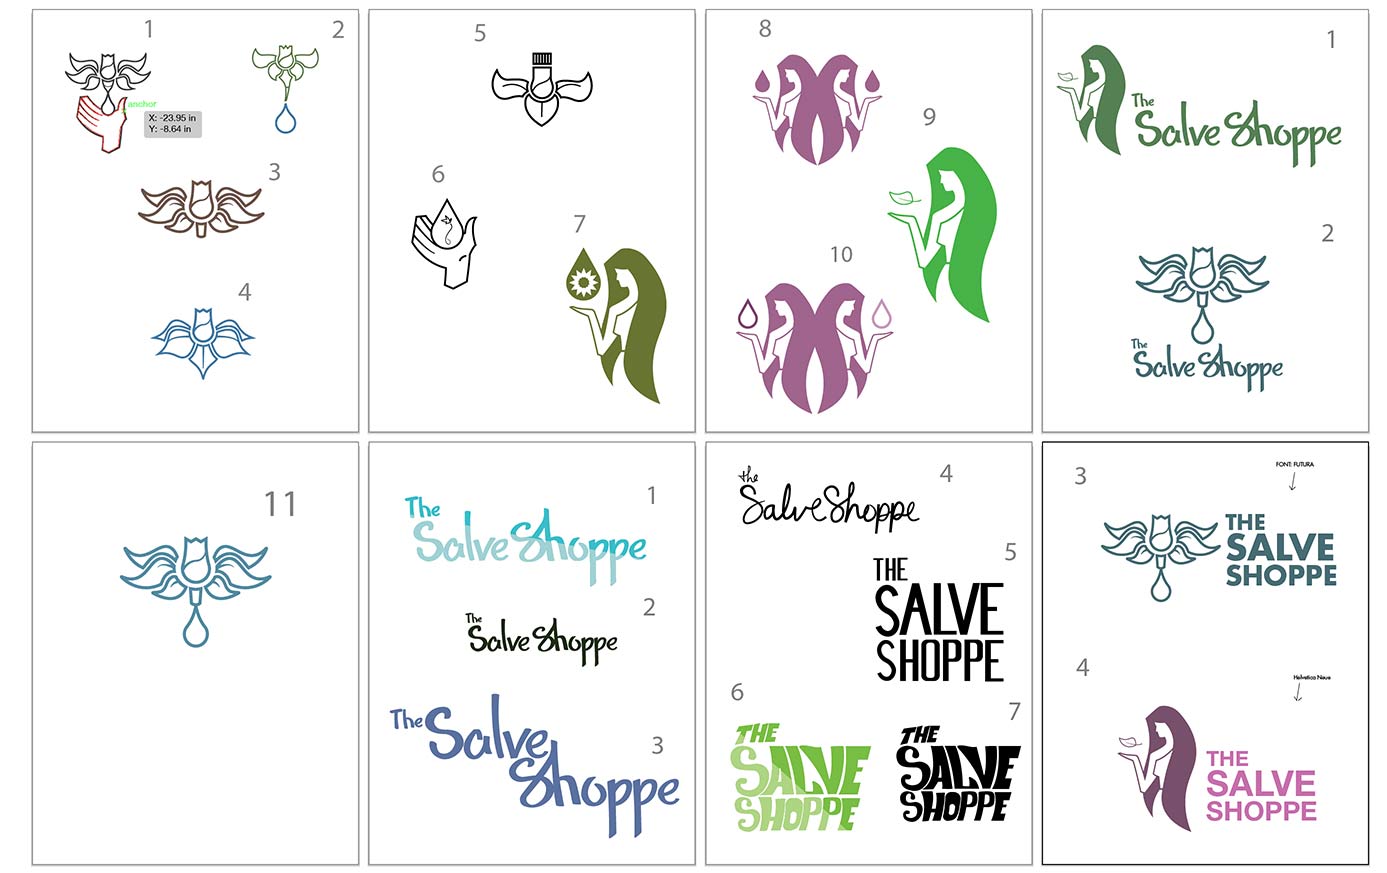 1
2
anchor
X: -23.95 in
Y: -8.64 in
3
4
5
6
7
8
9
10
1
The
Salve Shoppe
2
The
Salve Shoppe
11
1
The
Salve Shoppe
2
The
Salve Shoppe
3
The Salve
Shoppe
4
the
Salve Shoppe
5
THE
SALVE
SHOPPE
6
THE
SALVE
SHOPPE
7
THE
SALVE
SHOPPE
3
FONT: FUTURA
THE
SALVE
SHOPPE
4
Helvetica Neue
THE
SALVE
SHOPPE